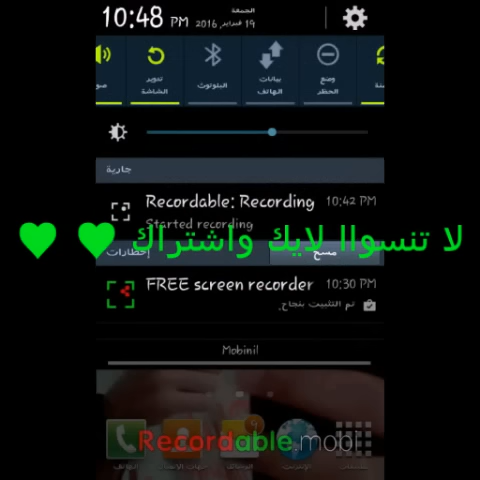 10:48 PM
الجمعة
19 فبراير, 2016
تدوير الشاشة
البلوتوث
بيانات الهاتف
وضع الحظر
جارية
Recordable: Recording 10:42 PM
Started recording
لا تنسواا لايك واشتراك
إخطارات
مسح
FREE screen recorder 10:30 PM
تم التثبيت بنجاح.
Mobinil
Recordable.mobi
الهاتف